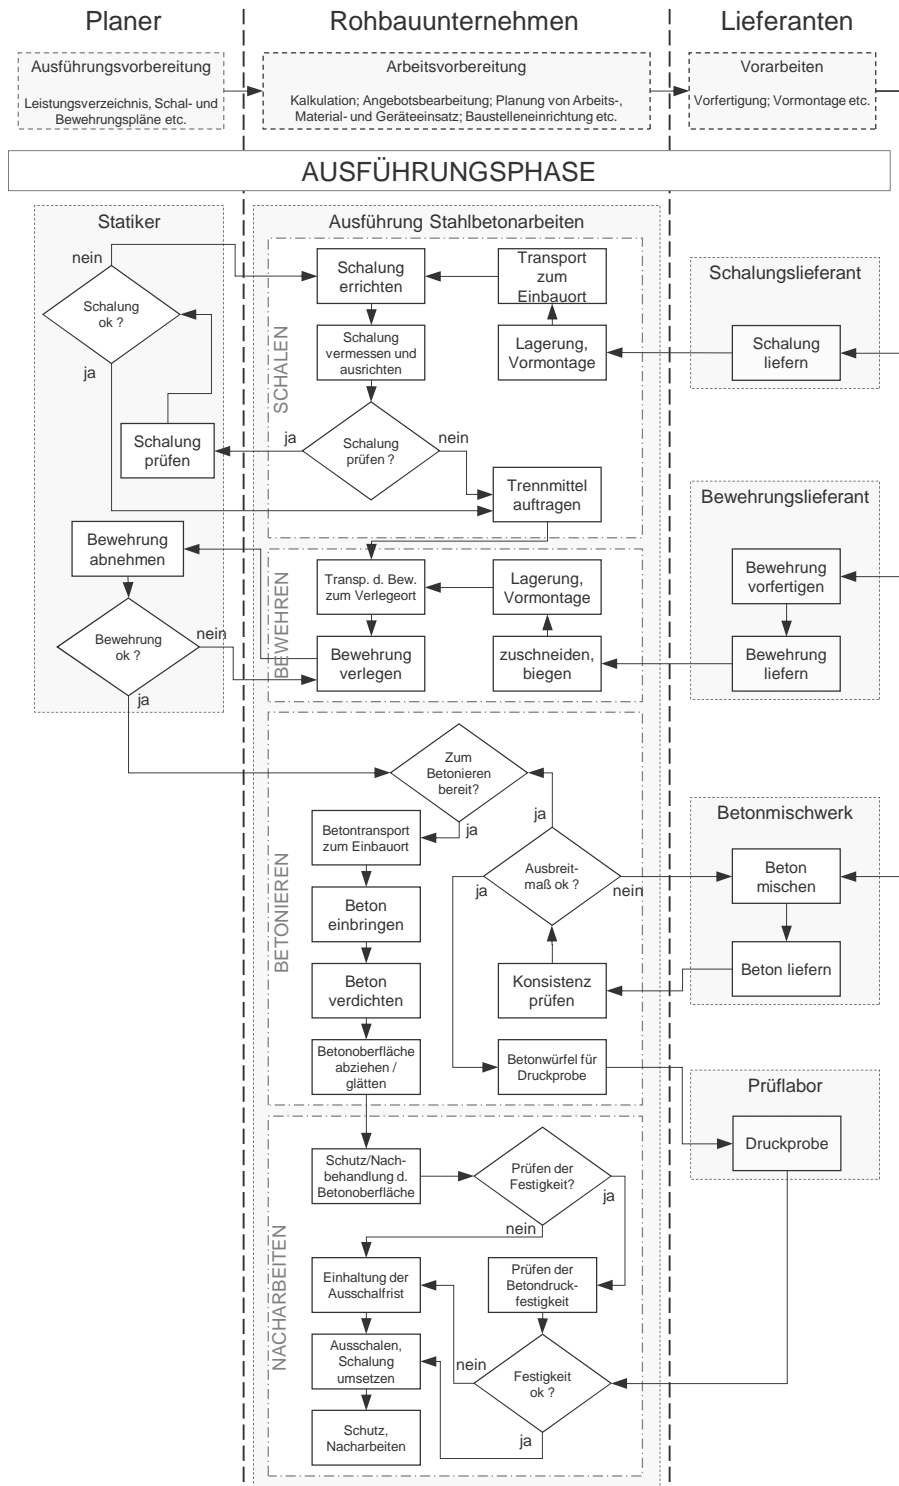 Planer
Rohbauunternehmen
Lieferanten
Ausführungsvorbereitung
Leistungsverzeichnis, Schal- und
Bewehrungspläne etc.
Arbeitsvorbereitung
Kalkulation; Angebotsbearbeitung; Planung von Arbeits-,
Material- und Geräteeinsatz; Baustelleneinrichtung etc.
Vorarbeiten
Vorfertigung; Vormontage etc.
AUSFÜHRUNGSPHASE
Statiker
Ausführung Stahlbetonarbeiten
nein
Schalung
ok ?
ja
Schalung
prüfen
SCHALEN
Schalung
errichten
Transport
zum
Einbauort
Schalung
vermessen und
ausrichten
Lagerung,
Vormontage
ja
Schalung
prüfen ?
nein
Trennmittel
auftragen
Schalungslieferant
Schalung
liefern
Bewehrung
abnehmen
Bewehrung
ok ?
nein
ja
BEWEHREN
Transp. d. Bew.
zum Verlegeort
Lagerung,
Vormontage
Bewehrung
verlegen
zuschneiden,
biegen
Bewehrungslieferant
Bewehrung
vorfertigen
Bewehrung
liefern
BETONIEREN
Zum
Betonieren
bereit?
ja
ja
Betontransport
zum Einbauort
Ausbreit-
maß ok ?
ja
nein
Beton
einbringen
Beton
verdichten
Konsistenz
prüfen
Betonoberfläche
abziehen /
glätten
Betonwürfel für
Druckprobe
Betonmischwerk
Beton
mischen
Beton liefern
Prüflabor
Druckprobe
NACHARBEITEN
Schutz/Nach-
behandlung d.
Betonoberfläche
Prüfen der
Festigkeit?
ja
nein
Einhaltung der
Ausschalfrist
Prüfen der
Betondruck-
festigkeit
Ausschalen,
Schalung
umsetzen
nein
Festigkeit
ok ?
ja
Schutz,
Nacharbeiten